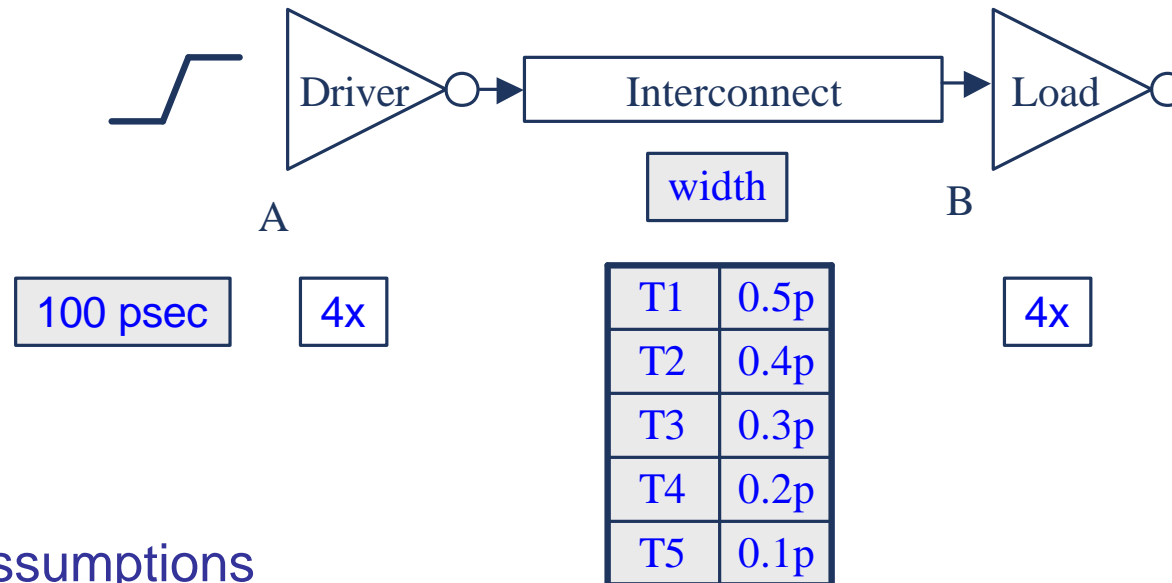 Driver
Interconnect
Load
width
A
B
100 psec
4x
4x
T1 0.5p
T2 0.4p
T3 0.3p
T4 0.2p
T5 0.1p
ssumptions